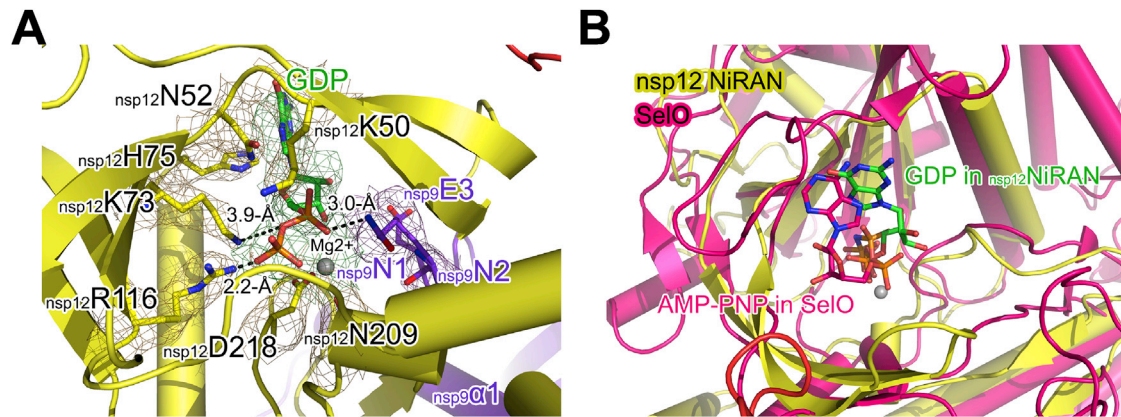 A
GDP
nsp12N52
nsp12K50
nsp12H75
nsp9E3
nsp12K73
3.9-Å
3.0-Å
Mg2+
nsp9N1
nsp9N2
2.2-Å
nsp12R116
nsp12N209
nsp12D218
nsp9α1
B
nsp12 NiRAN
SelO
GDP in nsp12NiRAN
AMP-PNP in SelO